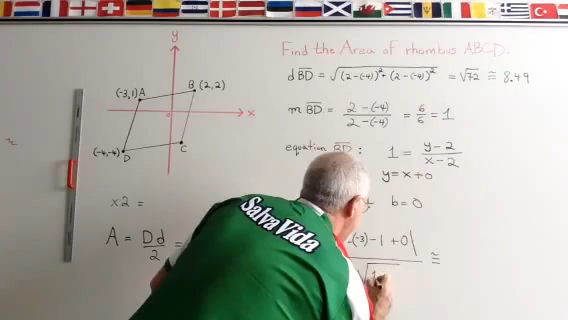 Find the Area of rhombus ABCD:
y
x
(-3,1) A
B (2,2)
(-4,-4) D
C
d BD = √(2-(-4))² + (2-(-4))² = √72 ≅ 8.49
m BD = 2-(-4) / 2-(-4) = 6/6 = 1
equation BD : 1 = y-2 / x-2
y = x+0
b = 0
x2 =
A = Dd/2 =
(-3) - 1 + 0| ≅
Salva Vida